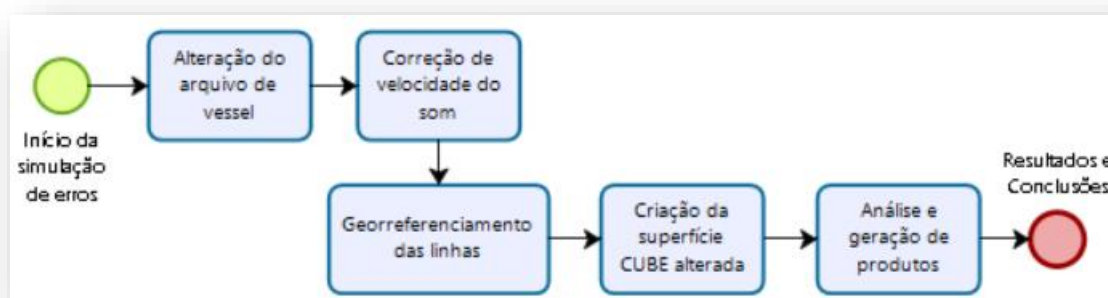 Alteração do
arquivo de
vessel
Correção de
velocidade do
som
Início da
simulação
de erros
Georreferenciamento
das linhas
Criação da
superfície
CUBE alterada
Análise e
geração de
produtos
Resultados e
Conclusões